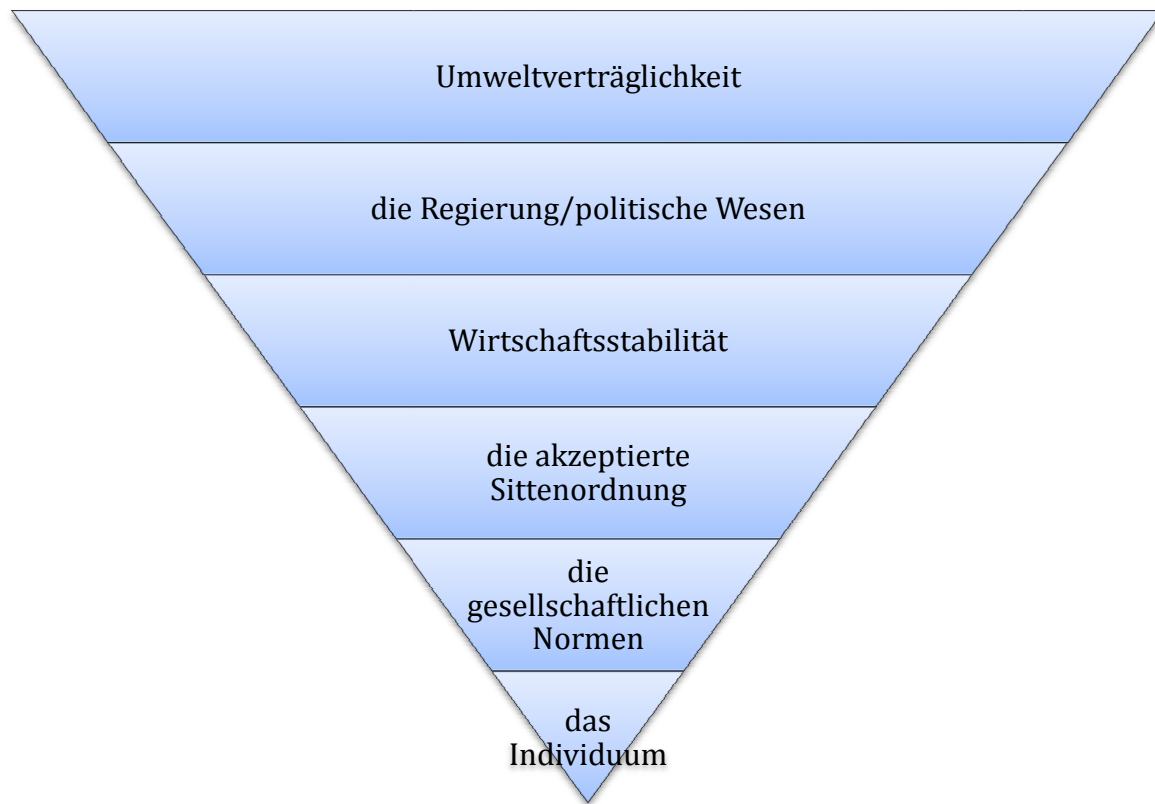 Umweltverträglichkeit
die Regierung/politische Wesen
Wirtschaftsstabilität
die akzeptierte
Sittenordnung
die
gesellschaftlichen
Normen
das
Individuum